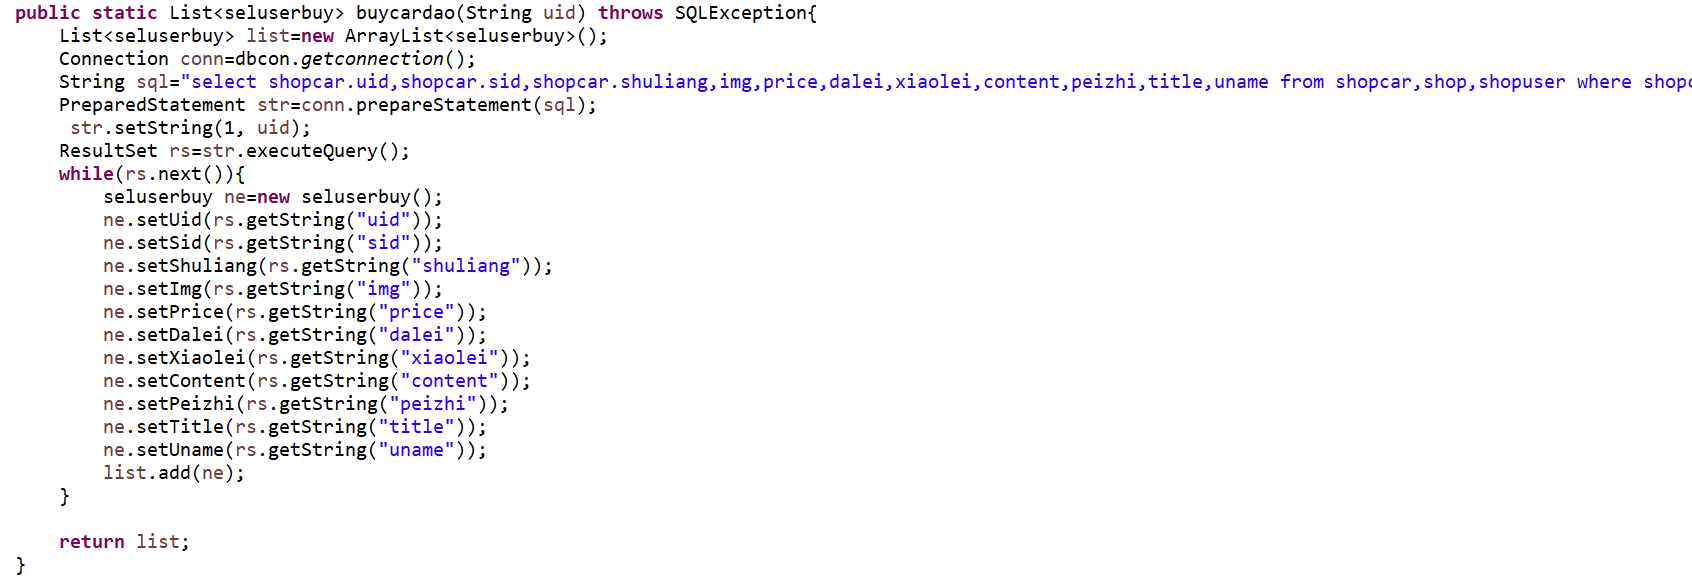 public static List<seluserbuy> buycardao(String uid) throws SQLException{
List<seluserbuy> list=new ArrayList<seluserbuy>();
Connection conn=dbcon.getconnection();
String sql="select shopcar.uid,shopcar.sid,shopcar.shuliang,img,price,dalei,xiaolei,content,peizhi,title,uname from shopcar,shop,shopuser where
PreparedStatement str=conn.prepareStatement(sql);
str.setString(1, uid);
ResultSet rs=str.executeQuery();
while(rs.next()){
seluserbuy ne=new seluserbuy();
ne.setUid(rs.getString("uid"));
ne.setSid(rs.getString("sid"));
ne.setShuliang(rs.getString("shuliang"));
ne.setImg(rs.getString("img"));
ne.setPrice(rs.getString("price"));
ne.setDalei(rs.getString("dalei"));
ne.setXiaolei(rs.getString("xiaolei"));
ne.setContent(rs.getString("content"));
ne.setPeizhi(rs.getString("peizhi"));
ne.setTitle(rs.getString("title"));
ne.setUname(rs.getString("uname"));
list.add(ne);
}
return list;
}